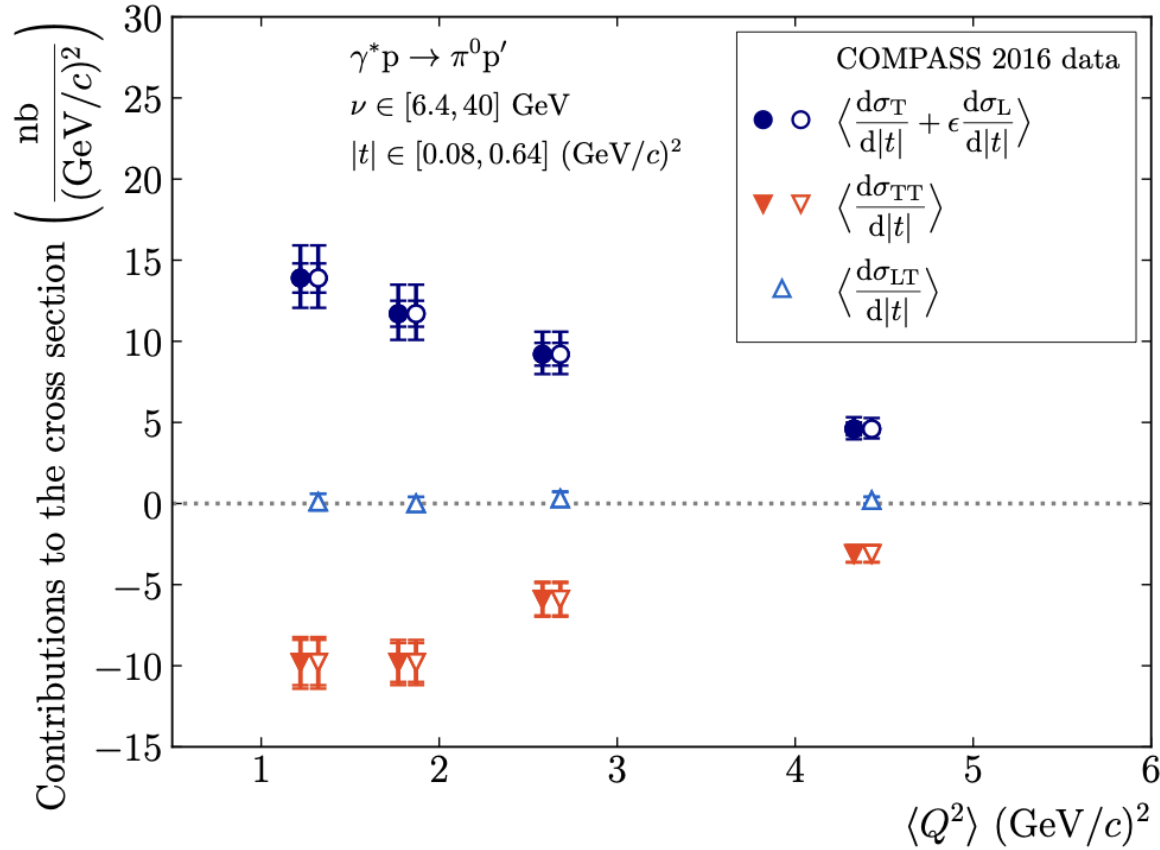 Contributions to the cross section (nb/(GeV/c)²)
30
25
20
15
10
5
0
−5
−10
−15
γ*p → π⁰p′
ν ∈ [6.4, 40] GeV
|t| ∈ [0.08, 0.64] (GeV/c)²
COMPASS 2016 data
⟨dσ_T/d|t| + ϵ dσ_L/d|t|⟩
⟨dσ_TT/d|t|⟩
⟨dσ_LT/d|t|⟩
1 2 3 4 5 6
⟨Q²⟩ (GeV/c)²